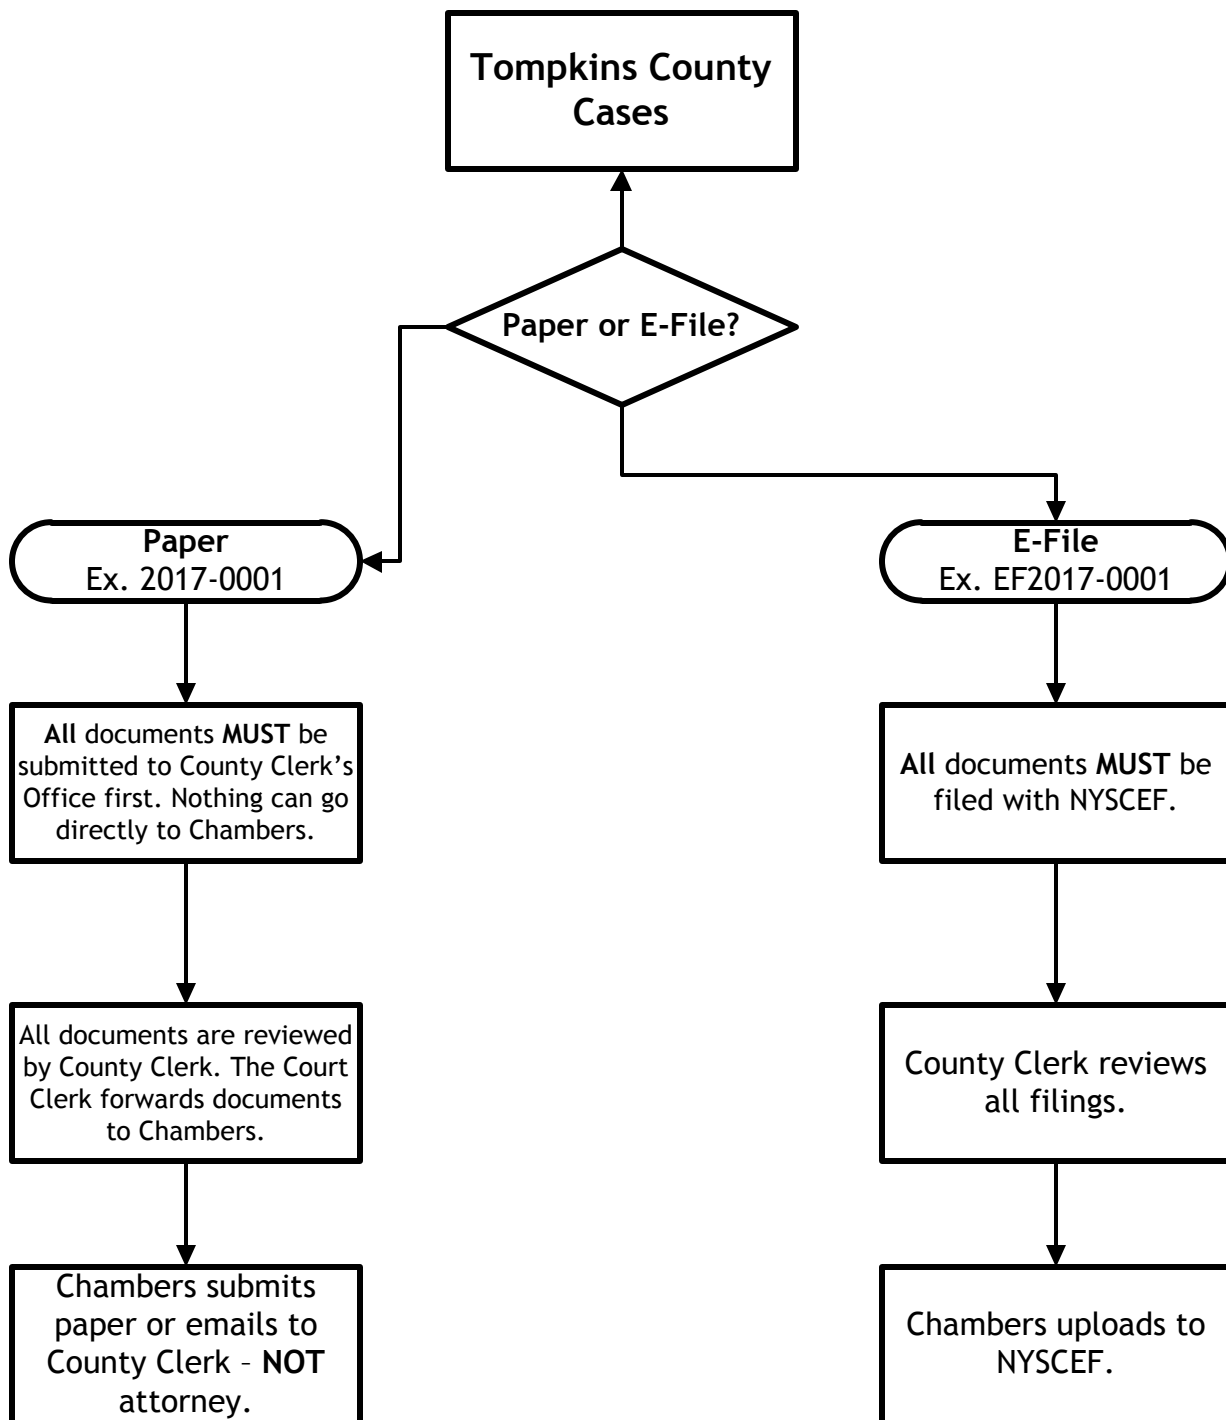 Tompkins County
Cases
Paper or E-File?
Paper
Ex. 2017-0001
E-File
Ex. EF2017-0001
All documents MUST be
submitted to County Clerk’s
Office first. Nothing can go
directly to Chambers.
All documents MUST be
filed with NYSCEF.
All documents are reviewed
by County Clerk. The Court
Clerk forwards documents
to Chambers.
County Clerk reviews
all filings.
Chambers submits
paper or emails to
County Clerk – NOT
attorney.
Chambers uploads to
NYSCEF.